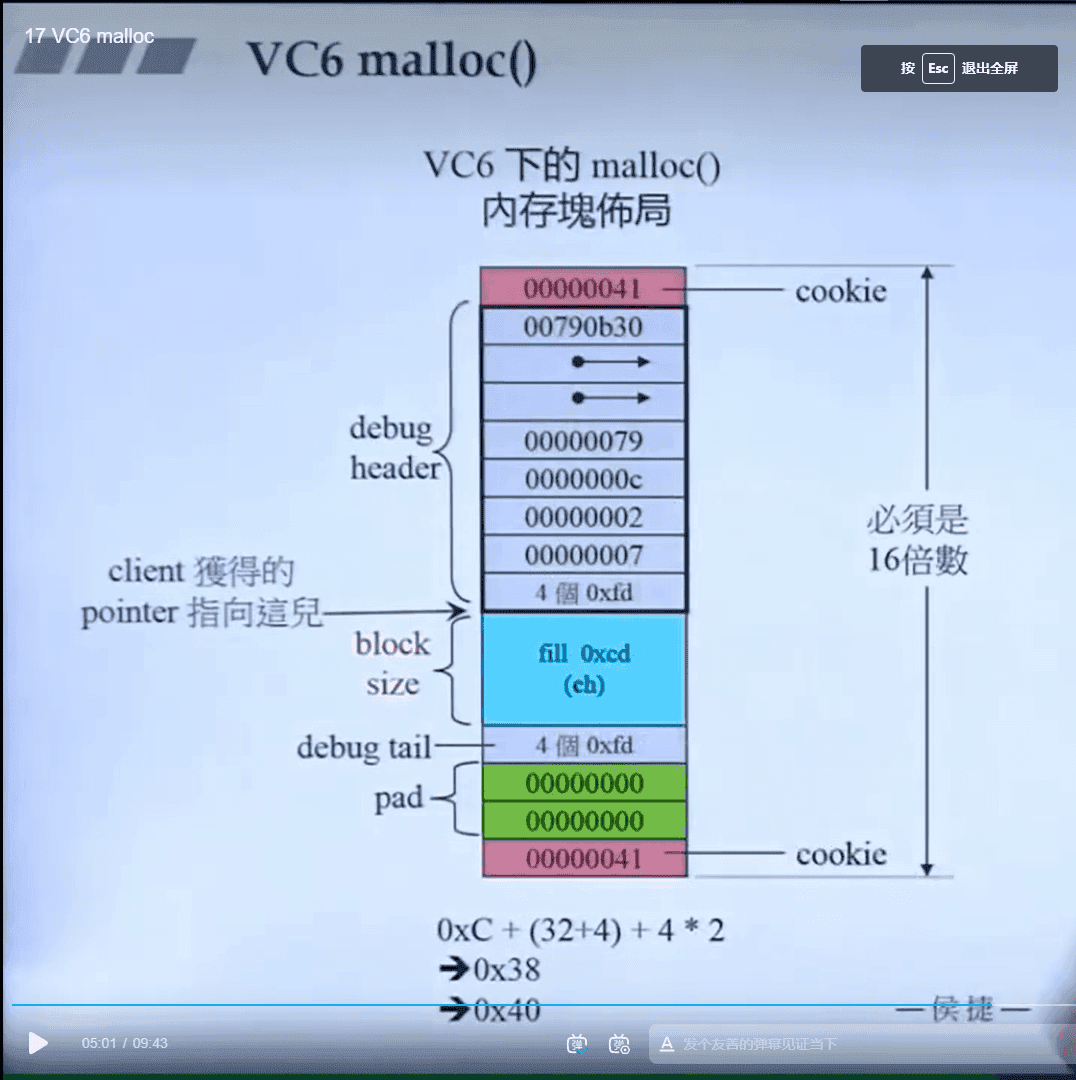 17 VC6 malloc
VC6 malloc()
按 Esc 退出全屏
VC6 下的 malloc()
內存塊佈局
00000041
cookie
00790b30
debug
header
00000079
0000000c
00000002
00000007
4 個 0xfd
必須是
16倍數
client 獲得的
pointer 指向這兒
block
size
fill 0xcd
(ch)
debug tail
4 個 0xfd
pad
00000000
00000000
00000041
cookie
0xC + (32+4) + 4 * 2
➔0x38
➔0x40
— 侯捷 —
05:01 / 09:43
弹
弹
A 发个友善的弹幕见证当下